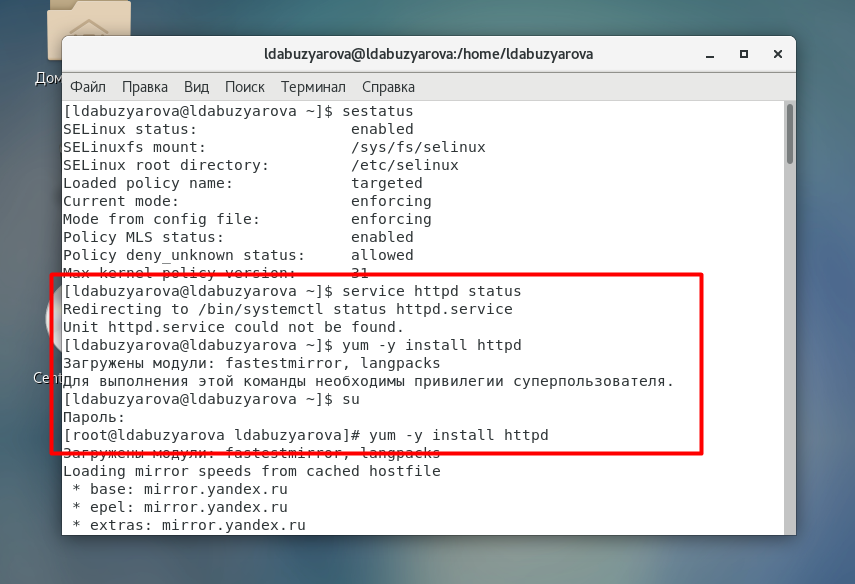 ldabuzyarova@ldabuzyarova:/home/ldabuzyarova
Файл Правка Вид Поиск Терминал Справка
Дом
[ldabuzyarova@ldabuzyarova ~]$ sestatus
SELinux status:                 enabled
SELinuxfs mount:                /sys/fs/selinux
SELinux root directory:         /etc/selinux
Loaded policy name:             targeted
Current mode:                   enforcing
Mode from config file:          enforcing
Policy MLS status:              enabled
Policy deny_unknown status:     allowed
Max kernel policy version:      31
[ldabuzyarova@ldabuzyarova ~]$ service httpd status
Redirecting to /bin/systemctl status httpd.service
Unit httpd.service could not be found.
[ldabuzyarova@ldabuzyarova ~]$ yum -y install httpd
Загружены модули: fastestmirror, langpacks
Cent
Для выполнения этой команды необходимы привилегии суперпользователя.
[ldabuzyarova@ldabuzyarova ~]$ su
Пароль:
[root@ldabuzyarova ldabuzyarova]# yum -y install httpd
Загружены модули: fastestmirror, langpacks
Loading mirror speeds from cached hostfile
 * base: mirror.yandex.ru
 * epel: mirror.yandex.ru
 * extras: mirror.yandex.ru